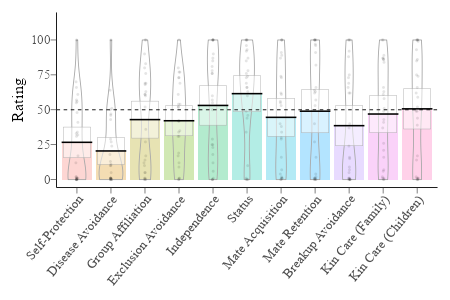 100
75
50
25
0
Rating
Self-Protection
Disease Avoidance
Group Affiliation
Exclusion Avoidance
Independence
Status
Mate Acquisition
Mate Retention
Breakup Avoidance
Kin Care (Family)
Kin Care (Children)